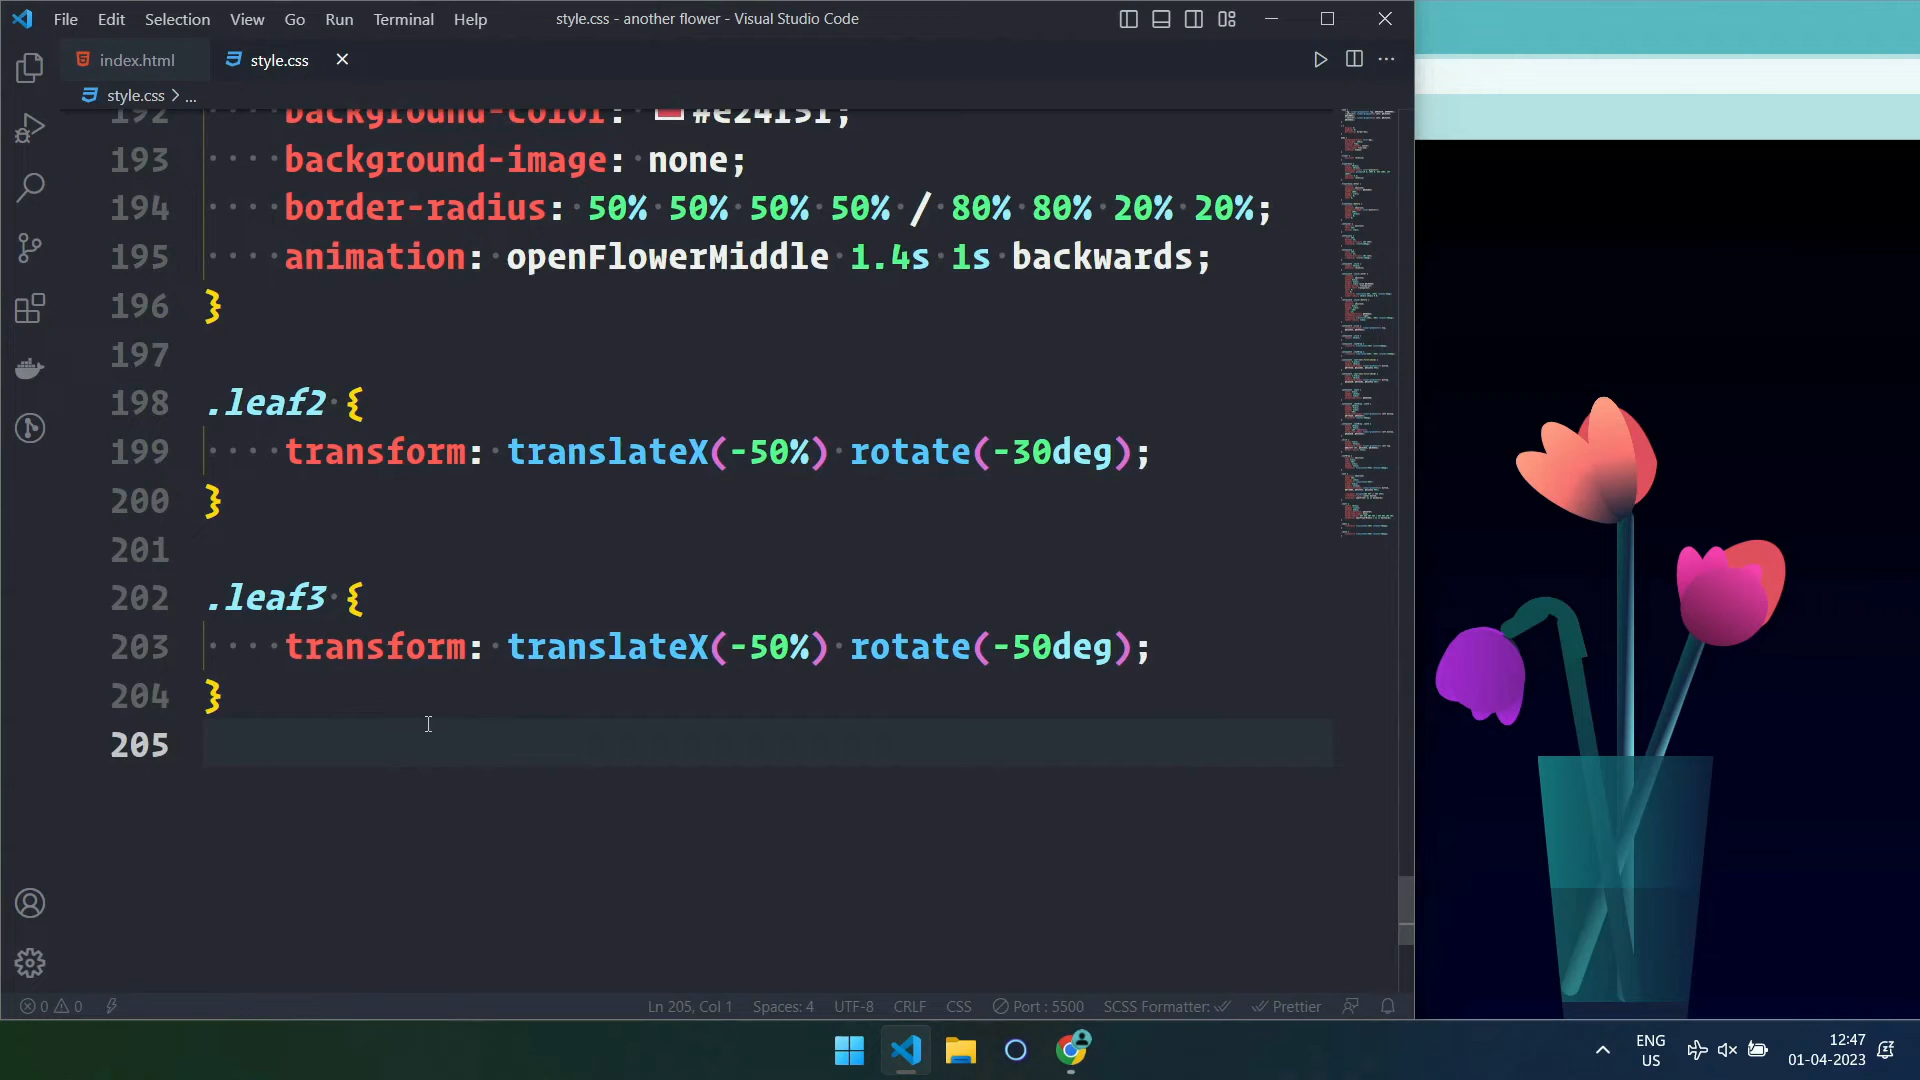 File Edit Selection View Go Run Terminal Help
style.css - another flower - Visual Studio Code
index.html
style.css
style.css > ...
192 background-color:
193 background-image: none;
194 border-radius: 50% 50% 50% 50% / 80% 80% 20% 20%;
195 animation: openFlowerMiddle 1.4s 1s backwards;
196 }
197
198 .leaf2 {
199 transform: translateX(-50%) rotate(-30deg);
200 }
201
202 .leaf3 {
203 transform: translateX(-50%) rotate(-50deg);
204 }
205
0 0 Ln 205, Col 1 Spaces: 4 UTF-8 CRLF CSS Port : 5500 SCSS Formatter: Prettier
ENG
US
12:47
01-04-2023